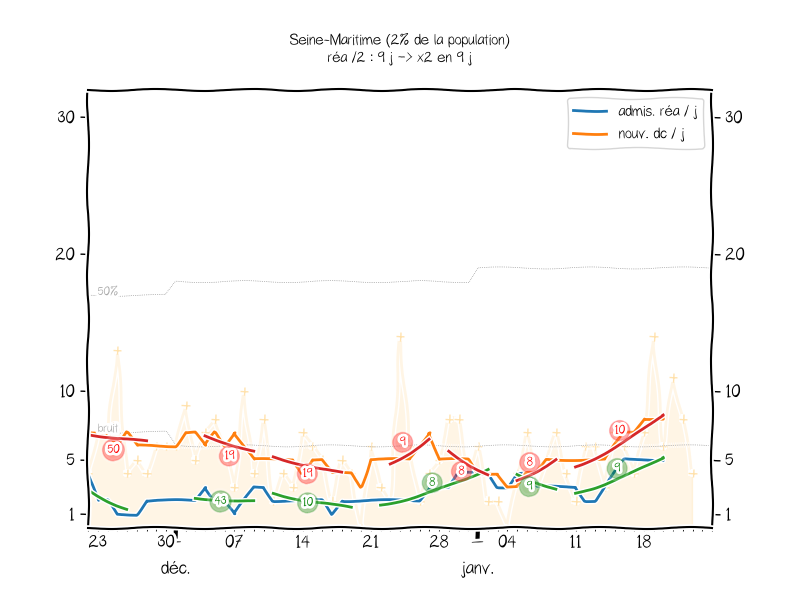 Seine-Maritime (2% de la population)
réa /2 : 9 j -> x2 en 9 j
admis. réa / j
nouv. dc / j
30 30
20 20
50%
10 10
bruit
5 5
1 1
50 19 19 9 8 8 10
43 10 8 9 9
23 30 07 14 21 28 04 11 18
déc. janv.